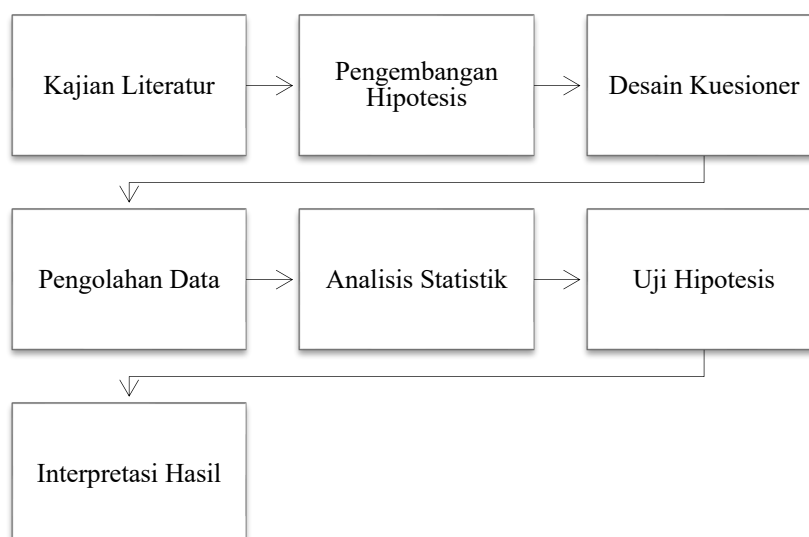 Kajian Literatur
Pengembangan
Hipotesis
Desain Kuesioner
Pengolahan Data
Analisis Statistik
Uji Hipotesis
Interpretasi Hasil